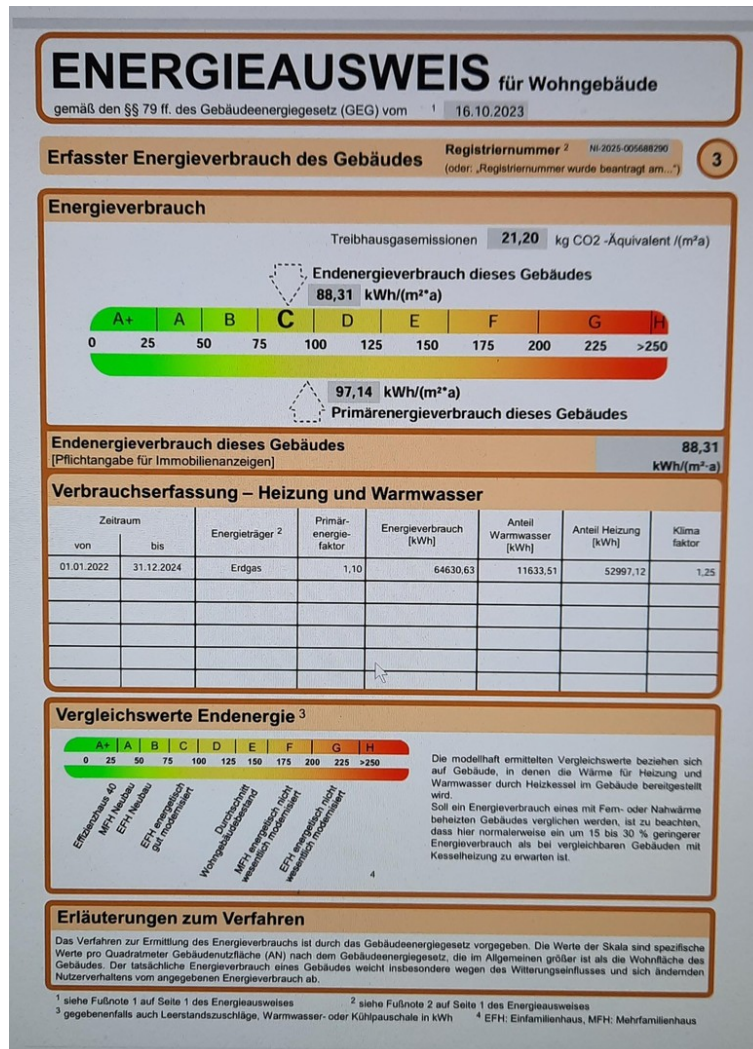 ENERGIEAUSWEIS für Wohngebäude
gemäß den §§ 79 ff. des Gebäudeenergiegesetz (GEG) vom 1 16.10.2023
Erfasster Energieverbrauch des Gebäudes
Registriernummer 2 NI-2025-005688290
(oder: „Registriernummer wurde beantragt am...")
3
Energieverbrauch
Treibhausgasemissionen 21,20 kg CO2 -Äquivalent /(m²a)
Endenergieverbrauch dieses Gebäudes
88,31 kWh/(m²*a)
A+ A B C D E F G H
0 25 50 75 100 125 150 175 200 225 >250
97,14 kWh/(m²*a)
Primärenergieverbrauch dieses Gebäudes
Endenergieverbrauch dieses Gebäudes
[Pflichtangabe für Immobilienanzeigen]
88,31
kWh/(m²·a)
Verbrauchserfassung – Heizung und Warmwasser
Zeitraum
von bis
Energieträger 2
Primär-
energie-
faktor
Energieverbrauch
[kWh]
Anteil
Warmwasser
[kWh]
Anteil Heizung
[kWh]
Klima
faktor
01.01.2022 31.12.2024 Erdgas 1,10 64630,63 11633,51 52997,12 1,25
Vergleichswerte Endenergie 3
A+ A B C D E F G H
0 25 50 75 100 125 150 175 200 225 >250
Effizienzhaus 40
MFH Neubau
EFH Neubau
EFH energetisch
gut modernisiert
Durchschnitt
Wohngebäudebestand
MFH energetisch nicht
wesentlich modernisiert
EFH energetisch nicht
wesentlich modernisiert
4
Die modellhaft ermittelten Vergleichswerte beziehen sich
auf Gebäude, in denen die Wärme für Heizung und
Warmwasser durch Heizkessel im Gebäude bereitgestellt
wird.
Soll ein Energieverbrauch eines mit Fern- oder Nahwärme
beheizten Gebäudes verglichen werden, ist zu beachten,
dass hier normalerweise ein um 15 bis 30 % geringerer
Energieverbrauch als bei vergleichbaren Gebäuden mit
Kesselheizung zu erwarten ist.
Erläuterungen zum Verfahren
Das Verfahren zur Ermittlung des Energieverbrauchs ist durch das Gebäudeenergiegesetz vorgegeben. Die Werte der Skala sind spezifische
Werte pro Quadratmeter Gebäudenutzfläche (AN) nach dem Gebäudeenergiegesetz, die im Allgemeinen größer ist als die Wohnfläche des
Gebäudes. Der tatsächliche Energieverbrauch eines Gebäudes weicht insbesondere wegen des Witterungseinflusses und sich ändernden
Nutzerverhaltens vom angegebenen Energieverbrauch ab.
1 siehe Fußnote 1 auf Seite 1 des Energieausweises 2 siehe Fußnote 2 auf Seite 1 des Energieausweises
3 gegebenenfalls auch Leerstandszuschläge, Warmwasser- oder Kühlpauschale in kWh 4 EFH: Einfamilienhaus, MFH: Mehrfamilienhaus